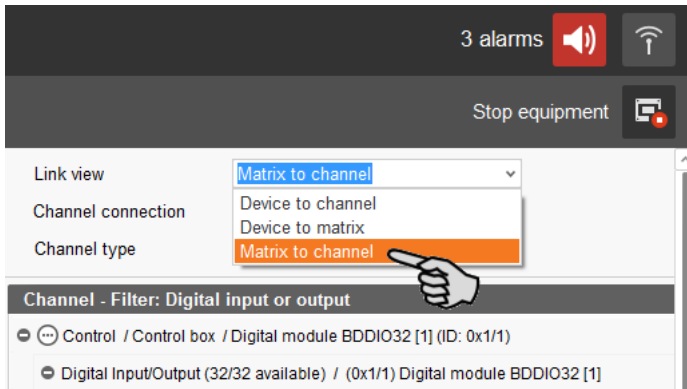 3 alarms
Stop equipment
Link view
Matrix to channel
Channel connection
Device to channel
Device to matrix
Channel type
Matrix to channel
Channel - Filter: Digital input or output
Control / Control box / Digital module BDDIO32 [1] (ID: 0x1/1)
Digital Input/Output (32/32 available) / (0x1/1) Digital module BDDIO32 [1]